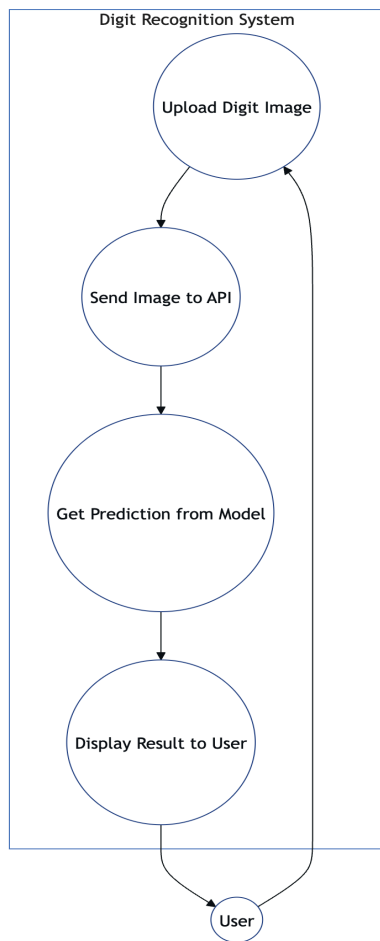 Digit Recognition System
Upload Digit Image
Send Image to API
Get Prediction from Model
Display Result to User
User